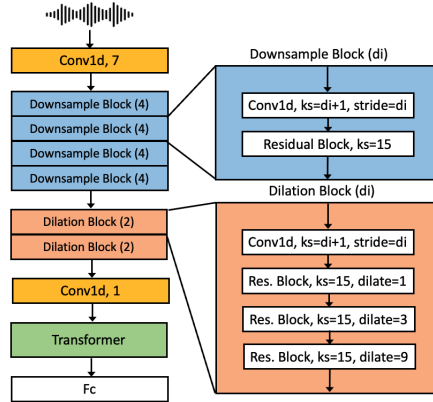 Conv1d, 7
Downsample Block (4)
Downsample Block (4)
Downsample Block (4)
Downsample Block (4)
Dilation Block (2)
Dilation Block (2)
Conv1d, 1
Transformer
Fc
Downsample Block (di)
Conv1d, ks=di+1, stride=di
Residual Block, ks=15
Dilation Block (di)
Conv1d, ks=di+1, stride=di
Res. Block, ks=15, dilate=1
Res. Block, ks=15, dilate=3
Res. Block, ks=15, dilate=9